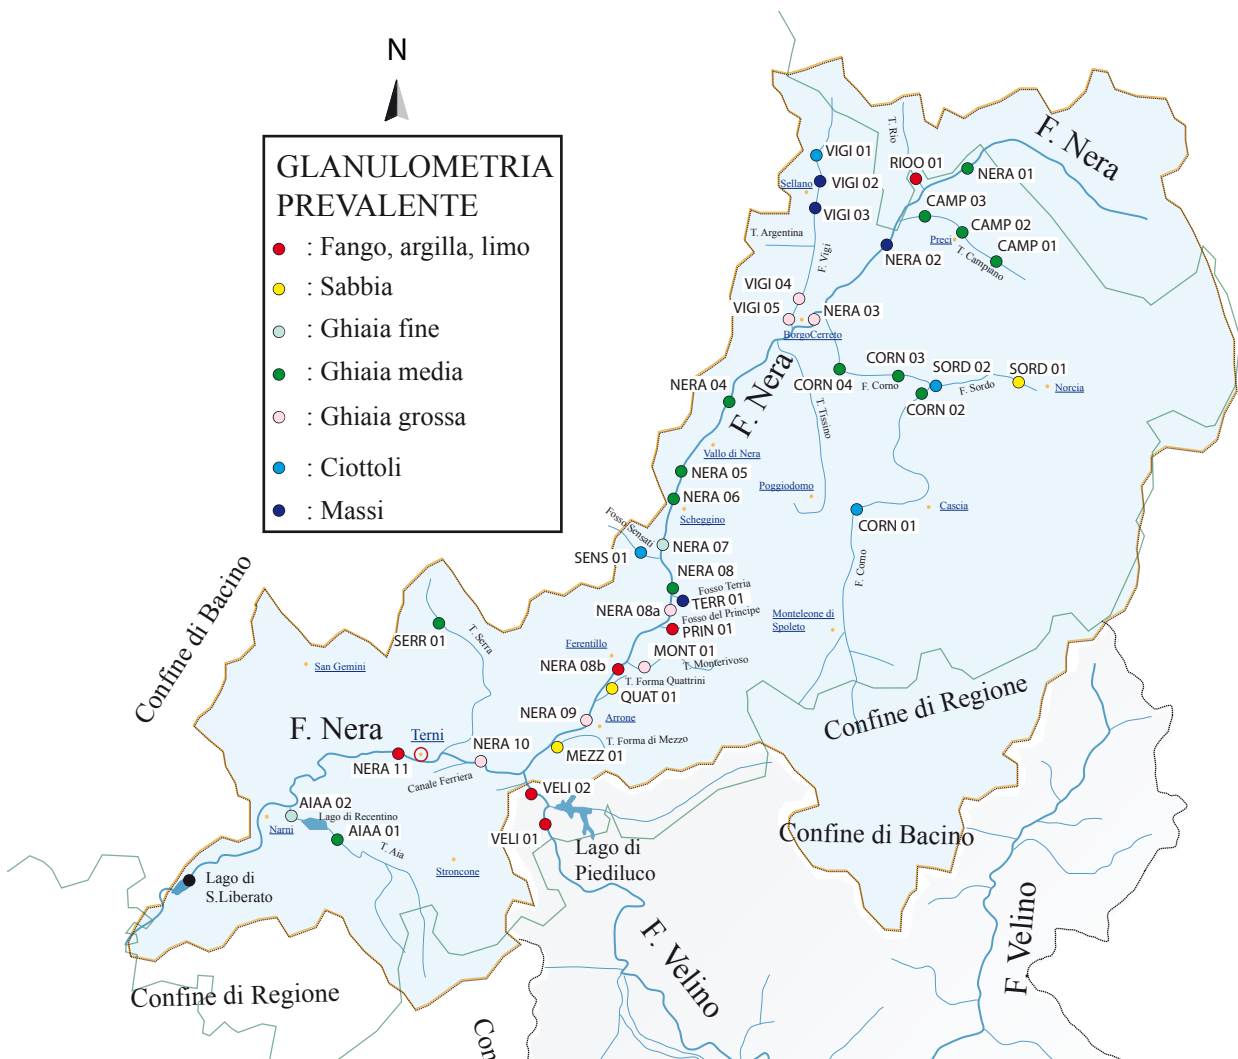 N
GLANULOMETRIA
PREVALENTE
: Fango, argilla, limo
: Sabbia
: Ghiaia fine
: Ghiaia media
: Ghiaia grossa
: Ciottoli
: Massi
F. Nera
T. Rio
VIGI 01
RIOO 01
NERA 01
Sellano
VIGI 02
VIGI 03
CAMP 03
CAMP 02
CAMP 01
T. Argentina
Preci
T. Campiano
NERA 02
F. Vigi
VIGI 04
VIGI 05
NERA 03
BorgoCerreto
CORN 03
SORD 02
SORD 01
NERA 04
CORN 04
F. Corno
F. Sordo
Norcia
CORN 02
F. Nera
T. Tissino
Vallo di Nera
NERA 05
Poggiodomo
NERA 06
Scheggino
Cascia
CORN 01
Fosso Sensati
NERA 07
SENS 01
F. Corno
NERA 08
Fosso Terria
TERR 01
NERA 08a
Fosso del Principe
PRIN 01
Monteleone di
Spoleto
Confine di Bacino
SERR 01
T. Serra
Ferentillo
MONT 01
T. Monterivoso
San Gemini
NERA 08b
T. Forma Quattrini
QUAT 01
Confine di Regione
NERA 09
Arrone
F. Nera
Terni
NERA 10
T. Forma di Mezzo
MEZZ 01
NERA 11
Canale Ferriera
VELI 02
AIAA 02
Lago di Recentino
Narni
AIAA 01
VELI 01
Confine di Bacino
T. Aia
Lago di
Piediluco
Stroncone
Lago di
S.Liberato
F. Velino
F. Velino
Confine di Regione
Con